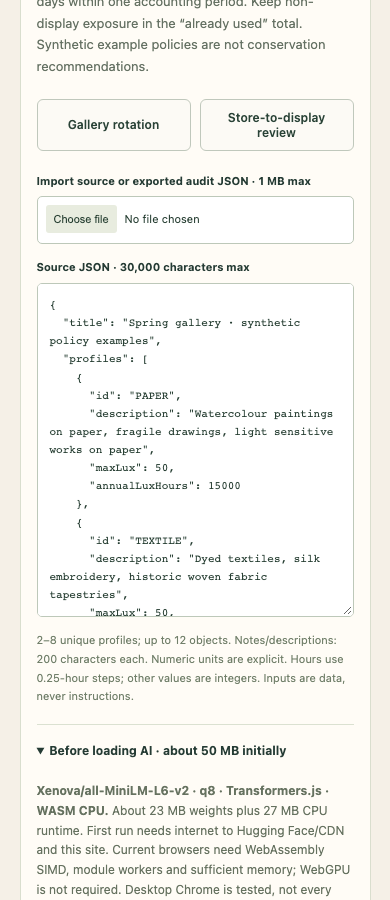 days within one accounting period. Keep non-
display exposure in the “already used” total.
Synthetic example policies are not conservation
recommendations.
Gallery rotation
Store-to-display
review
Import source or exported audit JSON · 1 MB max
Choose file No file chosen
Source JSON · 30,000 characters max
{
"title": "Spring gallery · synthetic
policy examples",
"profiles": [
{
"id": "PAPER",
"description": "Watercolour paintings
on paper, fragile drawings, light sensitive
works on paper",
"maxLux": 50,
"annualLuxHours": 15000
},
{
"id": "TEXTILE",
"description": "Dyed textiles, silk
embroidery, historic woven fabric
tapestries",
"maxLux": 50,
2–8 unique profiles; up to 12 objects. Notes/descriptions:
200 characters each. Numeric units are explicit. Hours use
0.25-hour steps; other values are integers. Inputs are data,
never instructions.
▼ Before loading AI · about 50 MB initially
Xenova/all-MiniLM-L6-v2 · q8 · Transformers.js ·
WASM CPU. About 23 MB weights plus 27 MB CPU
runtime. First run needs internet to Hugging Face/CDN
and this site. Current browsers need WebAssembly
SIMD, module workers and sufficient memory; WebGPU
is not required. Desktop Chrome is tested, not every